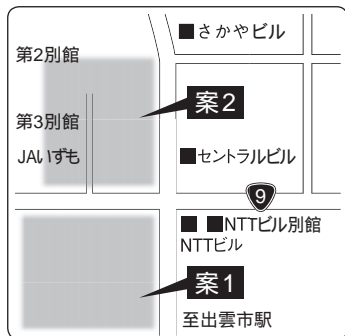 ■さかやビル
第2別館
案2
第3別館
JAいずも
■セントラルビル
9
■ ■NTTビル別館
NTTビル
案1
至出雲市駅